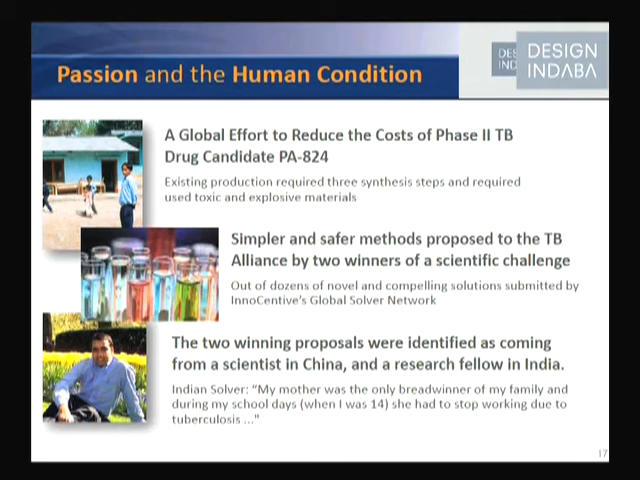 Passion and the Human Condition
DESIGN
INDABA
A Global Effort to Reduce the Costs of Phase II TB
Drug Candidate PA-824
Existing production required three synthesis steps and required
used toxic and explosive materials
Simpler and safer methods proposed to the TB
Alliance by two winners of a scientific challenge
Out of dozens of novel and compelling solutions submitted by
InnoCentive's Global Solver Network
The two winning proposals were identified as coming
from a scientist in China, and a research fellow in India.
Indian Solver: “My mother was the only breadwinner of my family and
during my school days (when I was 14) she had to stop working due to
tuberculosis ...”
17